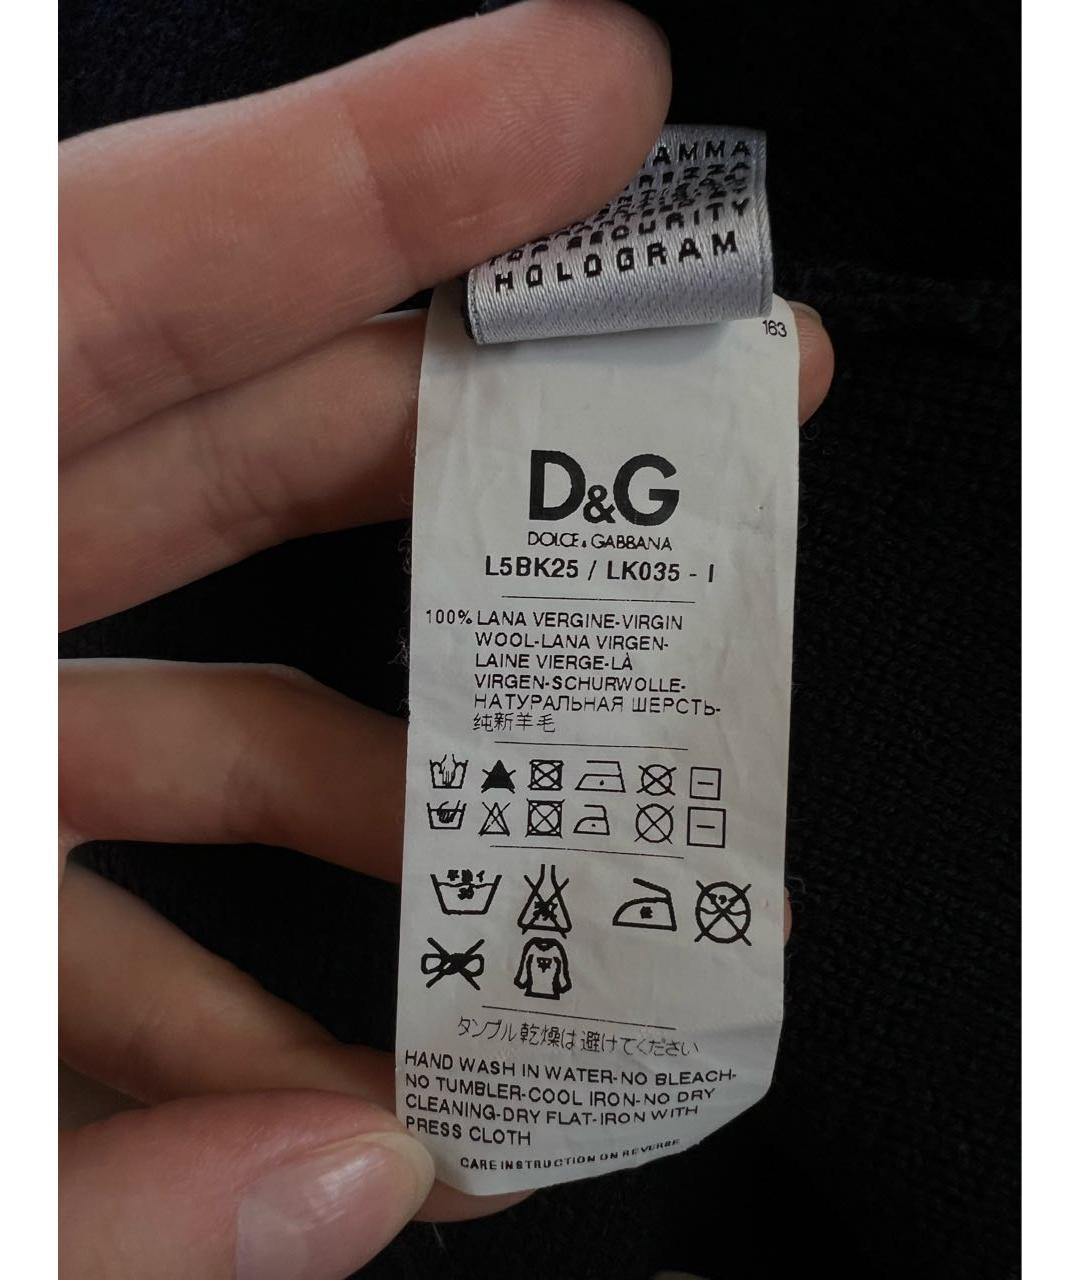 HOLOGRAM
163
D&G
DOLCE & GABBANA
L5BK25 / LK035 - I
100% LANA VERGINE-VIRGIN
WOOL-LANA VIRGEN-
LAINE VIERGE-LÀ
VIRGEN-SCHURWOLLE-
НАТУРАЛЬНАЯ ШЕРСТЬ-
纯新羊毛
タンブル乾燥は避けてください
HAND WASH IN WATER-NO BLEACH-
NO TUMBLER-COOL IRON-NO DRY
CLEANING-DRY FLAT-IRON WITH
PRESS CLOTH
CARE INSTRUCTION ON REVERSE